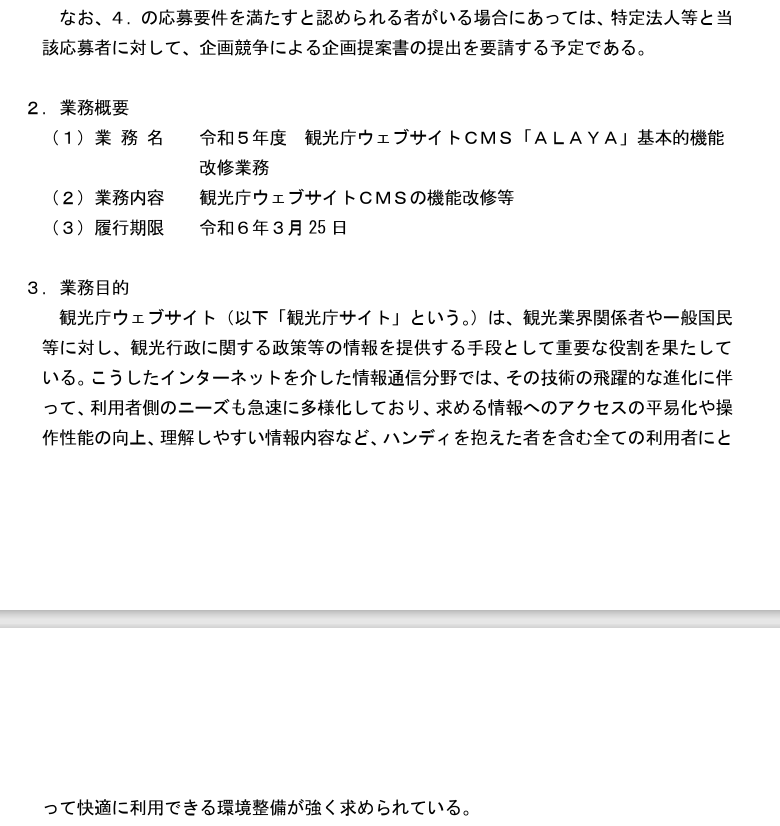 なお、４．の応募要件を満たすと認められる者がいる場合にあっては、特定法人等と当
該応募者に対して、企画競争による企画提案書の提出を要請する予定である。
２．業務概要
（１）業 務 名　　令和５年度　観光庁ウェブサイトＣＭＳ「ＡＬＡＹＡ」基本的機能
改修業務
（２）業務内容　　観光庁ウェブサイトＣＭＳの機能改修等
（３）履行期限　　令和６年３月 25 日
３．業務目的
観光庁ウェブサイト（以下「観光庁サイト」という。）は、観光業界関係者や一般国民
等に対し、観光行政に関する政策等の情報を提供する手段として重要な役割を果たして
いる。こうしたインターネットを介した情報通信分野では、その技術の飛躍的な進化に伴
って、利用者側のニーズも急速に多様化しており、求める情報へのアクセスの平易化や操
作性能の向上、理解しやすい情報内容など、ハンディを抱えた者を含む全ての利用者にと
って快適に利用できる環境整備が強く求められている。